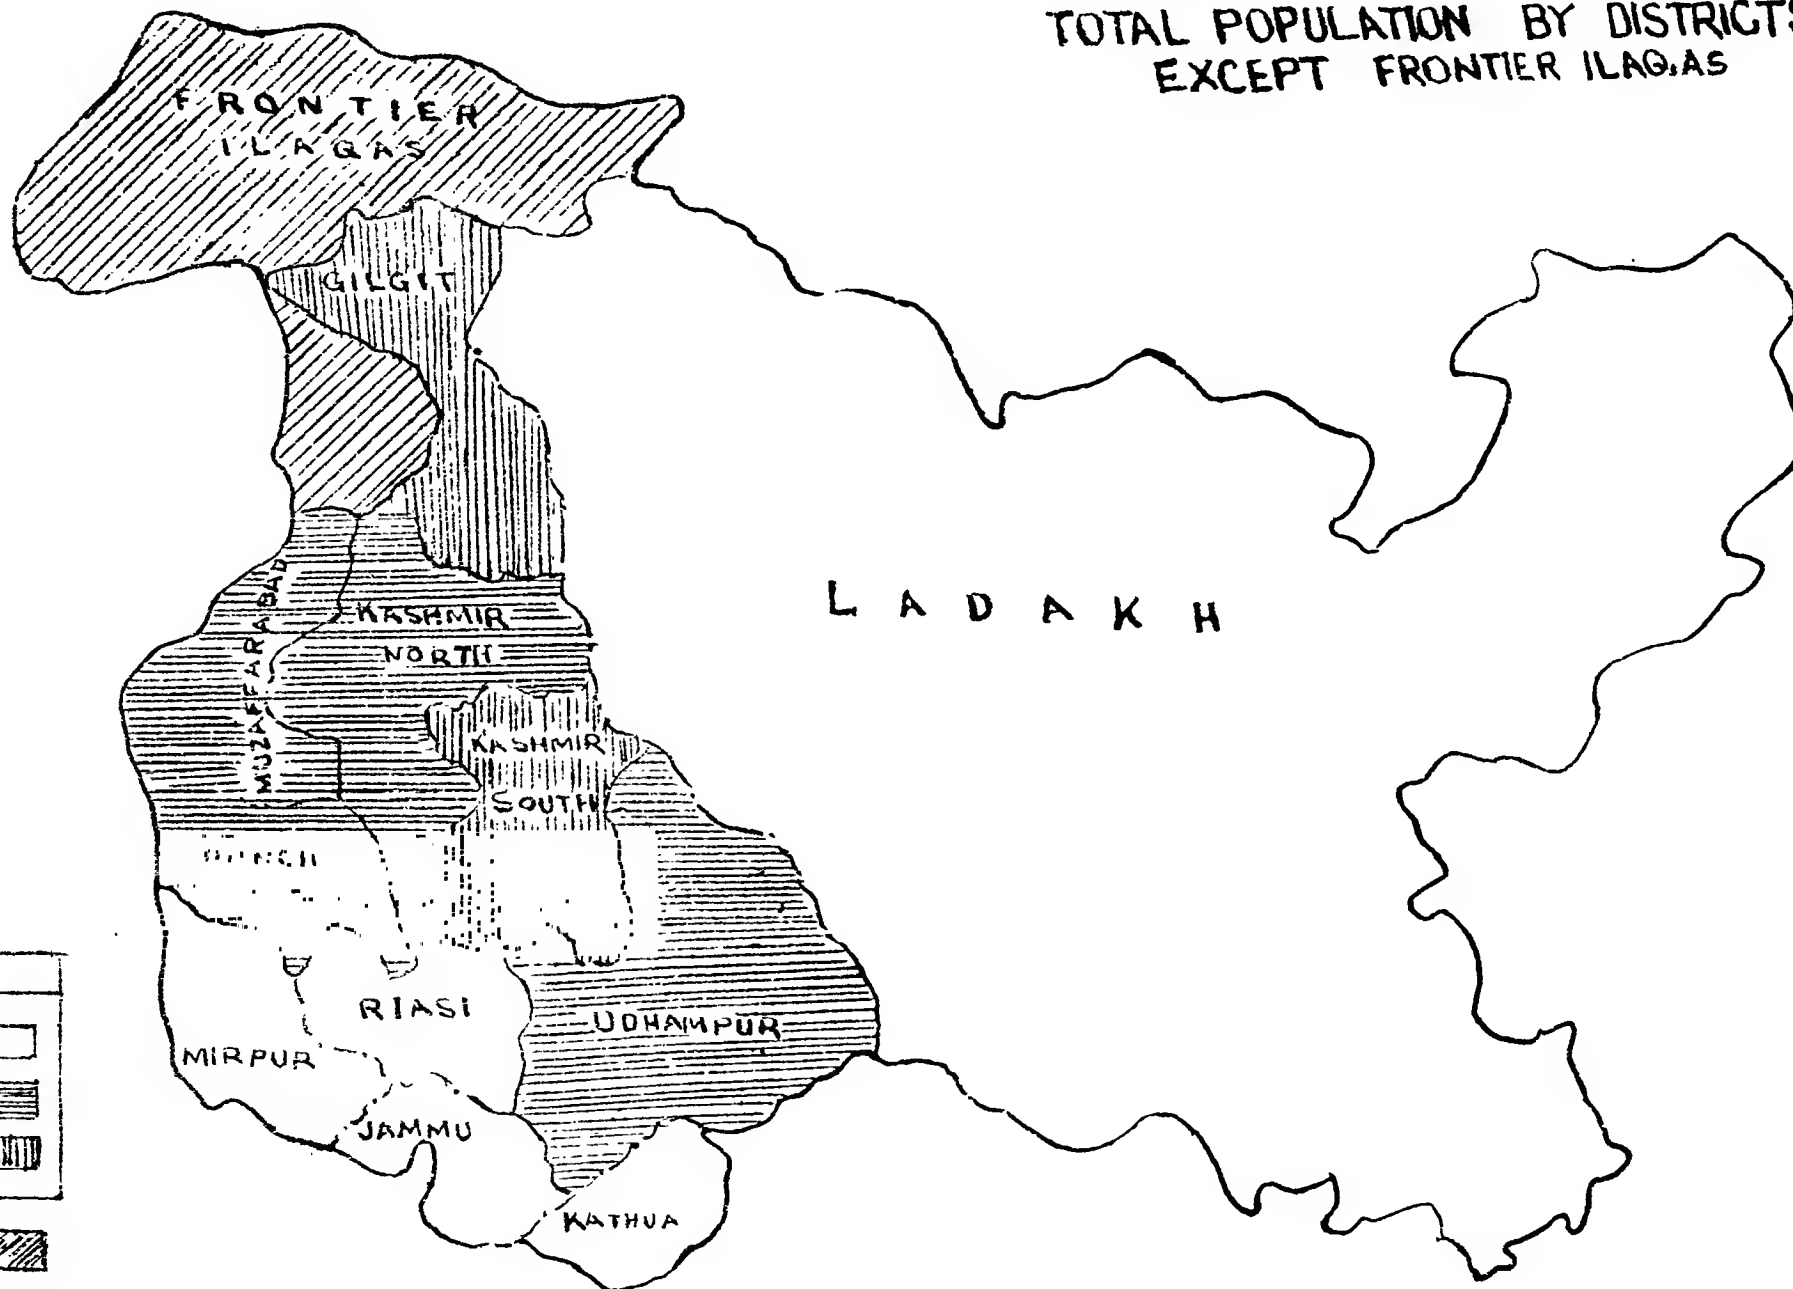 TOTAL POPULATION BY DISTRICTS
EXCEPT FRONTIER ILAQAS
FRONTIER
ILAQAS
GILGIT
LADAKH
MUZAFFARABAD
KASHMIR
NORTH
KASHMIR
SOUTH
RIASI
UDHAMPUR
MIRPUR
JAMMU
KATHUA